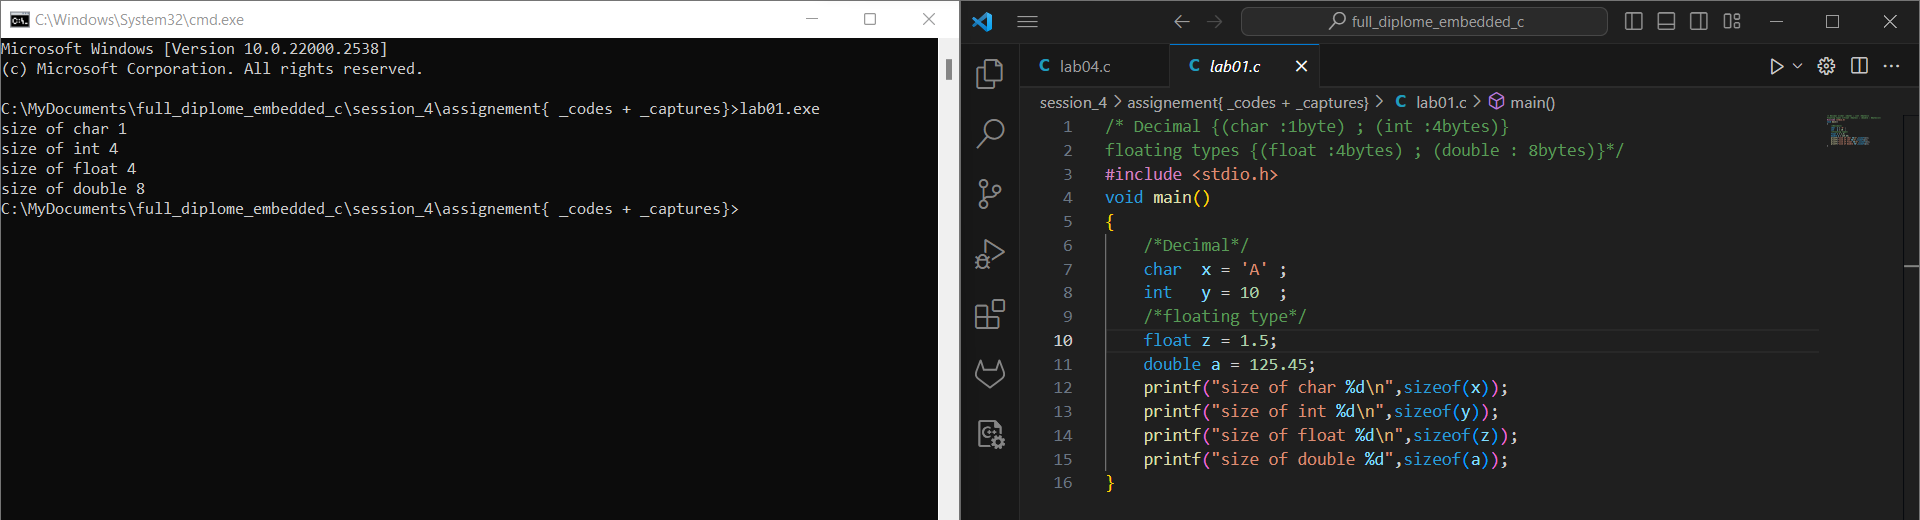 C:\Windows\System32\cmd.exe
Microsoft Windows [Version 10.0.22000.2538]
(c) Microsoft Corporation. All rights reserved.
C:\MyDocuments\full_diplome_embedded_c\session_4\assignement{ _codes + _captures}>lab01.exe
size of char 1
size of int 4
size of float 4
size of double 8
C:\MyDocuments\full_diplome_embedded_c\session_4\assignement{ _codes + _captures}>
full_diplome_embedded_c
C lab04.c
C lab01.c
session_4 > assignement{ _codes + _captures} > C lab01.c > main()
1 /* Decimal {(char :1byte) ; (int :4bytes)}
2 floating types {(float :4bytes) ; (double : 8bytes)}*/
3 #include <stdio.h>
4 void main()
5 {
6 /*Decimal*/
7 char  x = 'A' ;
8 int   y = 10  ;
9 /*floating type*/
10 float z = 1.5;
11 double a = 125.45;
12 printf("size of char %d\n",sizeof(x));
13 printf("size of int %d\n",sizeof(y));
14 printf("size of float %d\n",sizeof(z));
15 printf("size of double %d",sizeof(a));
16 }